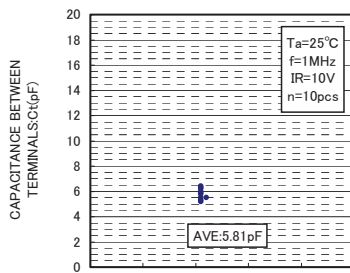 20
18
16
14
12
10
8
6
4
2
0
CAPACITANCE BETWEEN
TERMINALS:Ct(pF)
Ta=25°C
f=1MHz
IR=10V
n=10pcs
AVE:5.81pF